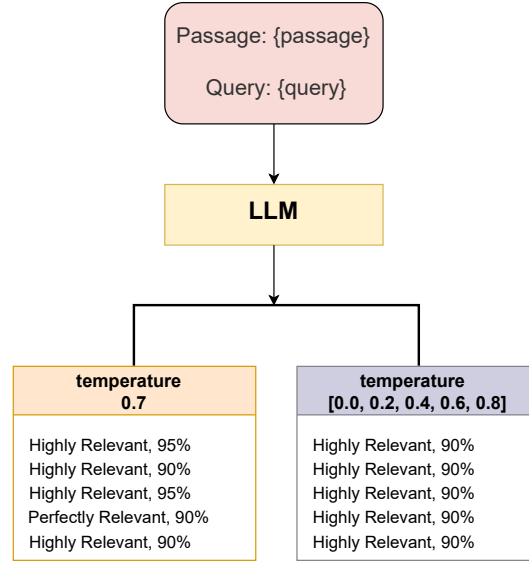 Passage: {passage}
Query: {query}
LLM
temperature
0.7
Highly Relevant, 95%
Highly Relevant, 90%
Highly Relevant, 95%
Perfectly Relevant, 90%
Highly Relevant, 90%
temperature
[0.0, 0.2, 0.4, 0.6, 0.8]
Highly Relevant, 90%
Highly Relevant, 90%
Highly Relevant, 90%
Highly Relevant, 90%
Highly Relevant, 90%